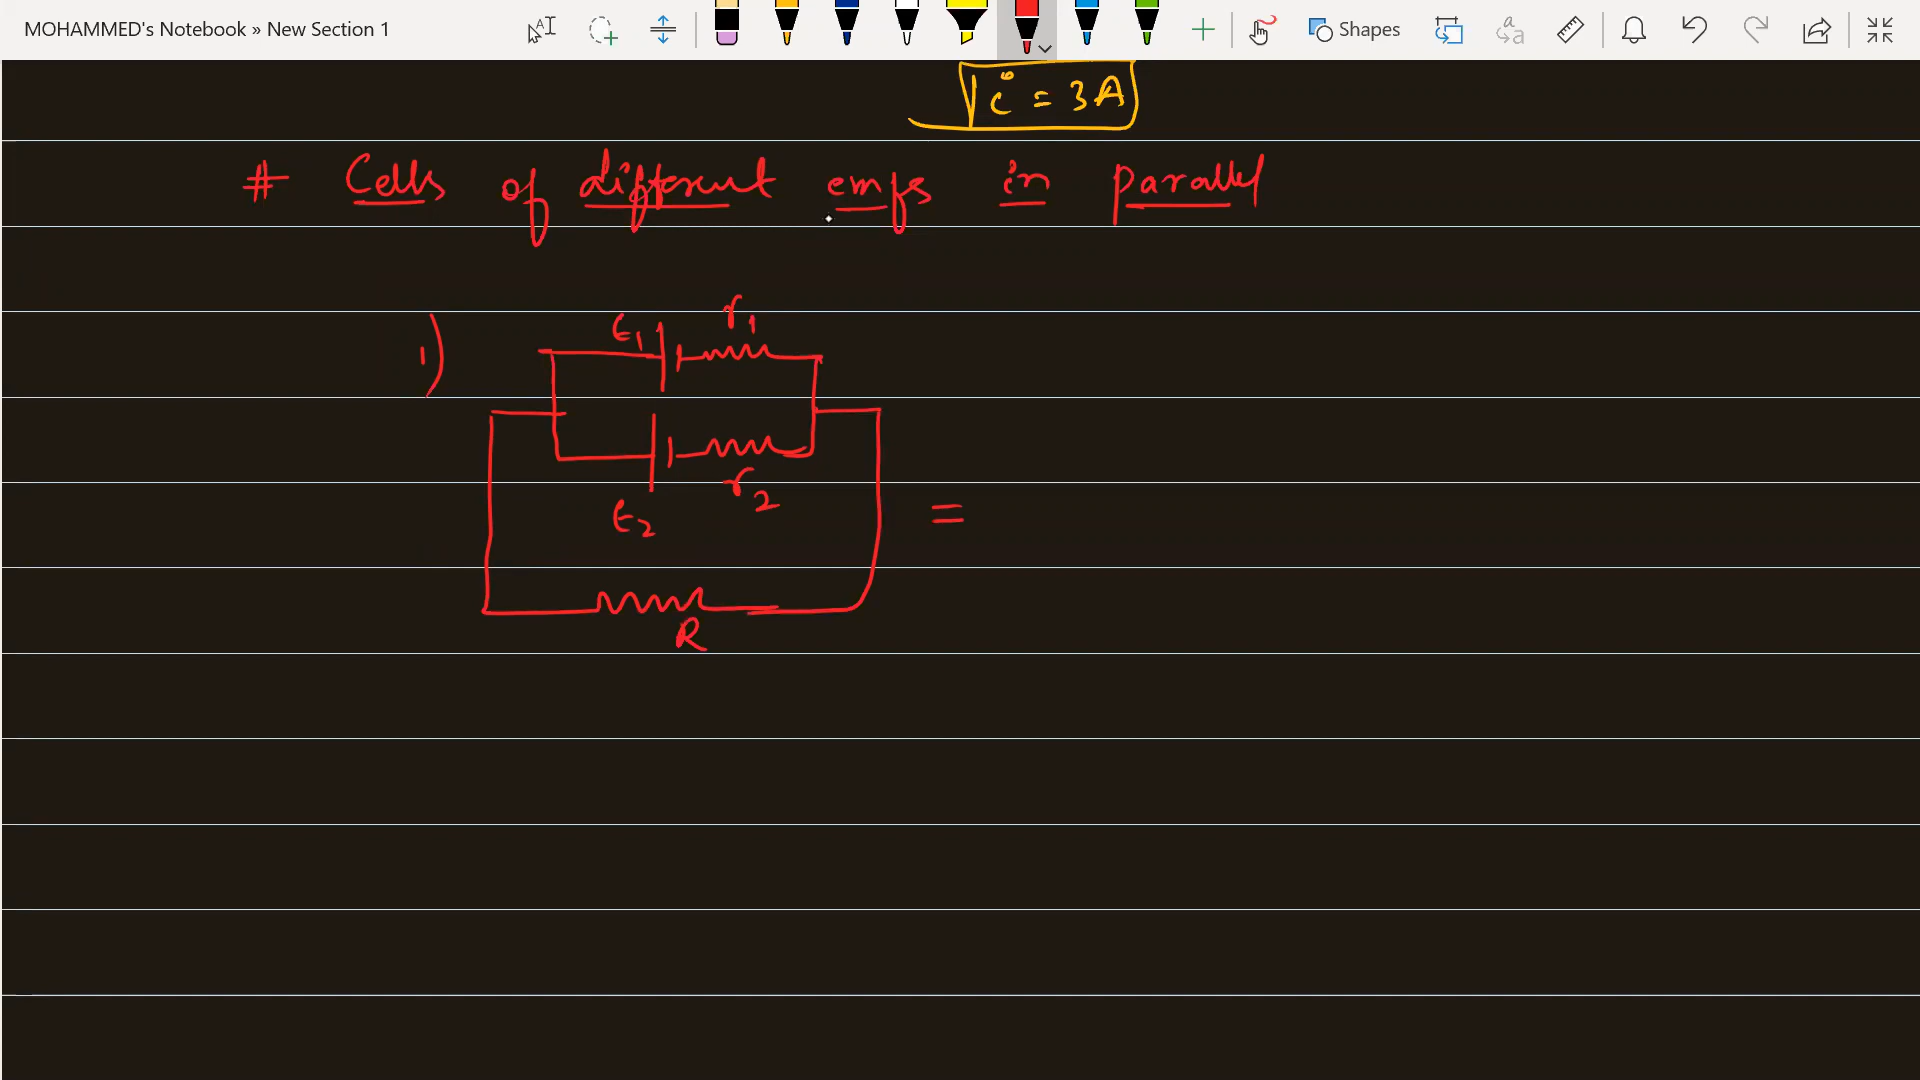 MOHAMMED's Notebook » New Section 1
Shapes
i = 3A
# Cells of different emfs in parallel
1)
ϵ1 r1
r2
ϵ2
=
R